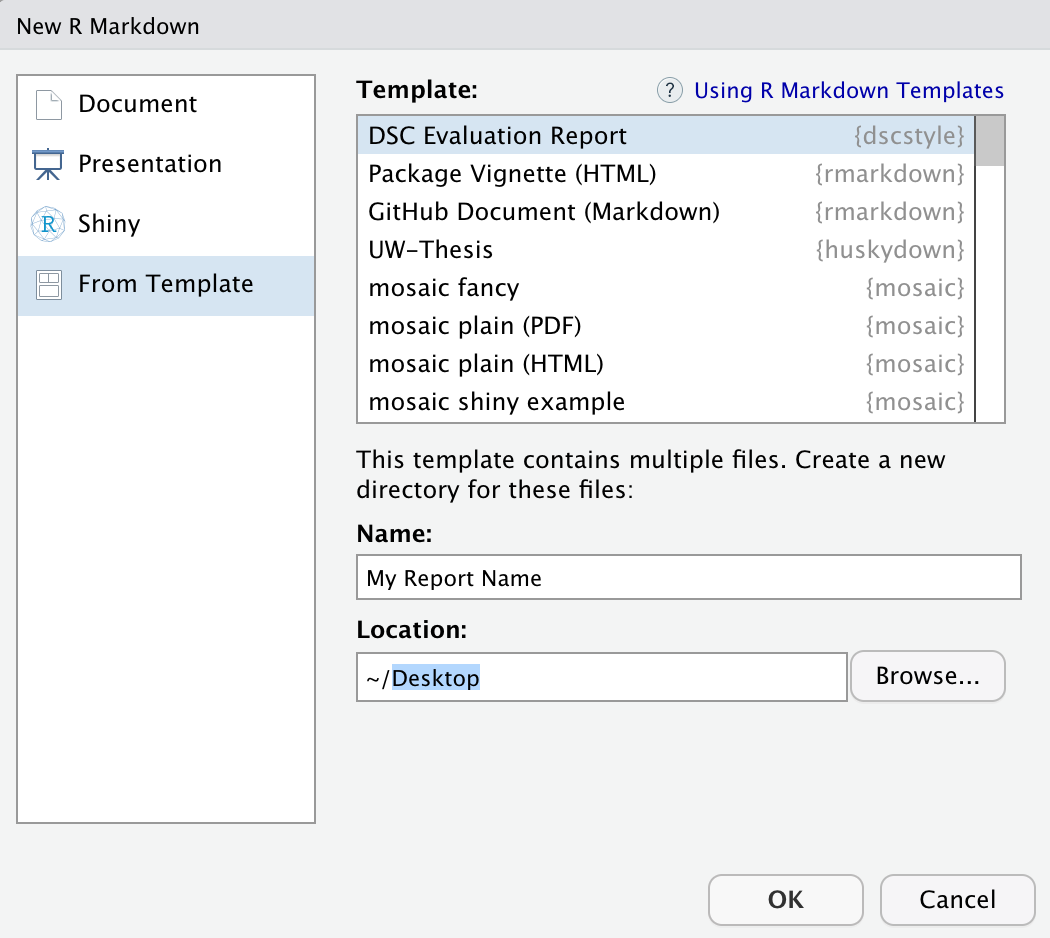 New R Markdown
Document
Presentation
Shiny
From Template
Template:
? Using R Markdown Templates
DSC Evaluation Report {dscstyle}
Package Vignette (HTML) {rmarkdown}
GitHub Document (Markdown) {rmarkdown}
UW-Thesis {huskydown}
mosaic fancy {mosaic}
mosaic plain (PDF) {mosaic}
mosaic plain (HTML) {mosaic}
mosaic shiny example {mosaic}
This template contains multiple files. Create a new
directory for these files:
Name:
My Report Name
Location:
~/Desktop
Browse...
OK
Cancel